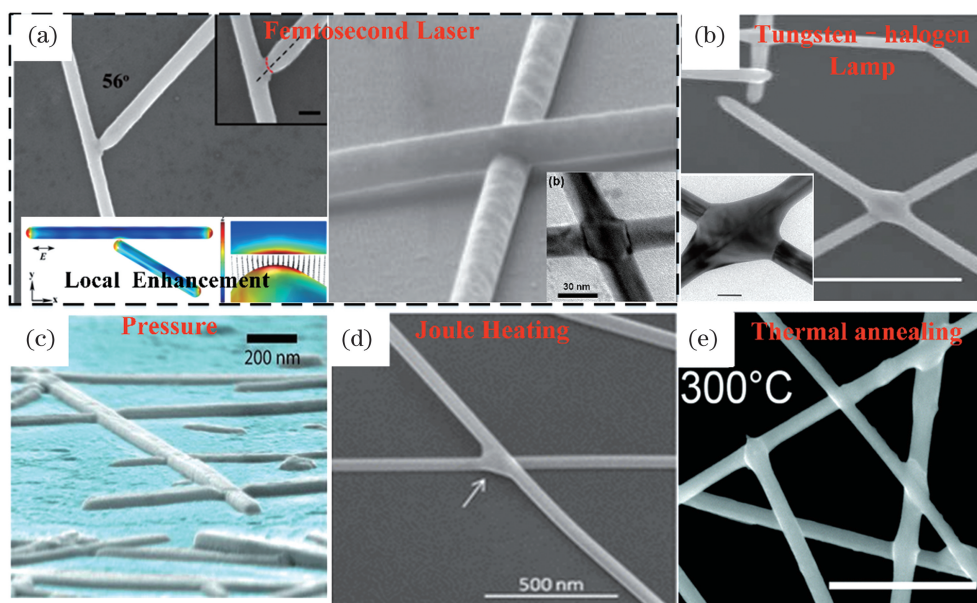 (a)
Femtosecond Laser
56°
E
y
x
Local Enhancement
(b)
30 nm
(b)
Tungsten - halogen
Lamp
(c)
Pressure
200 nm
(d)
Joule Heating
500 nm
(e)
Thermal annealing
300°C